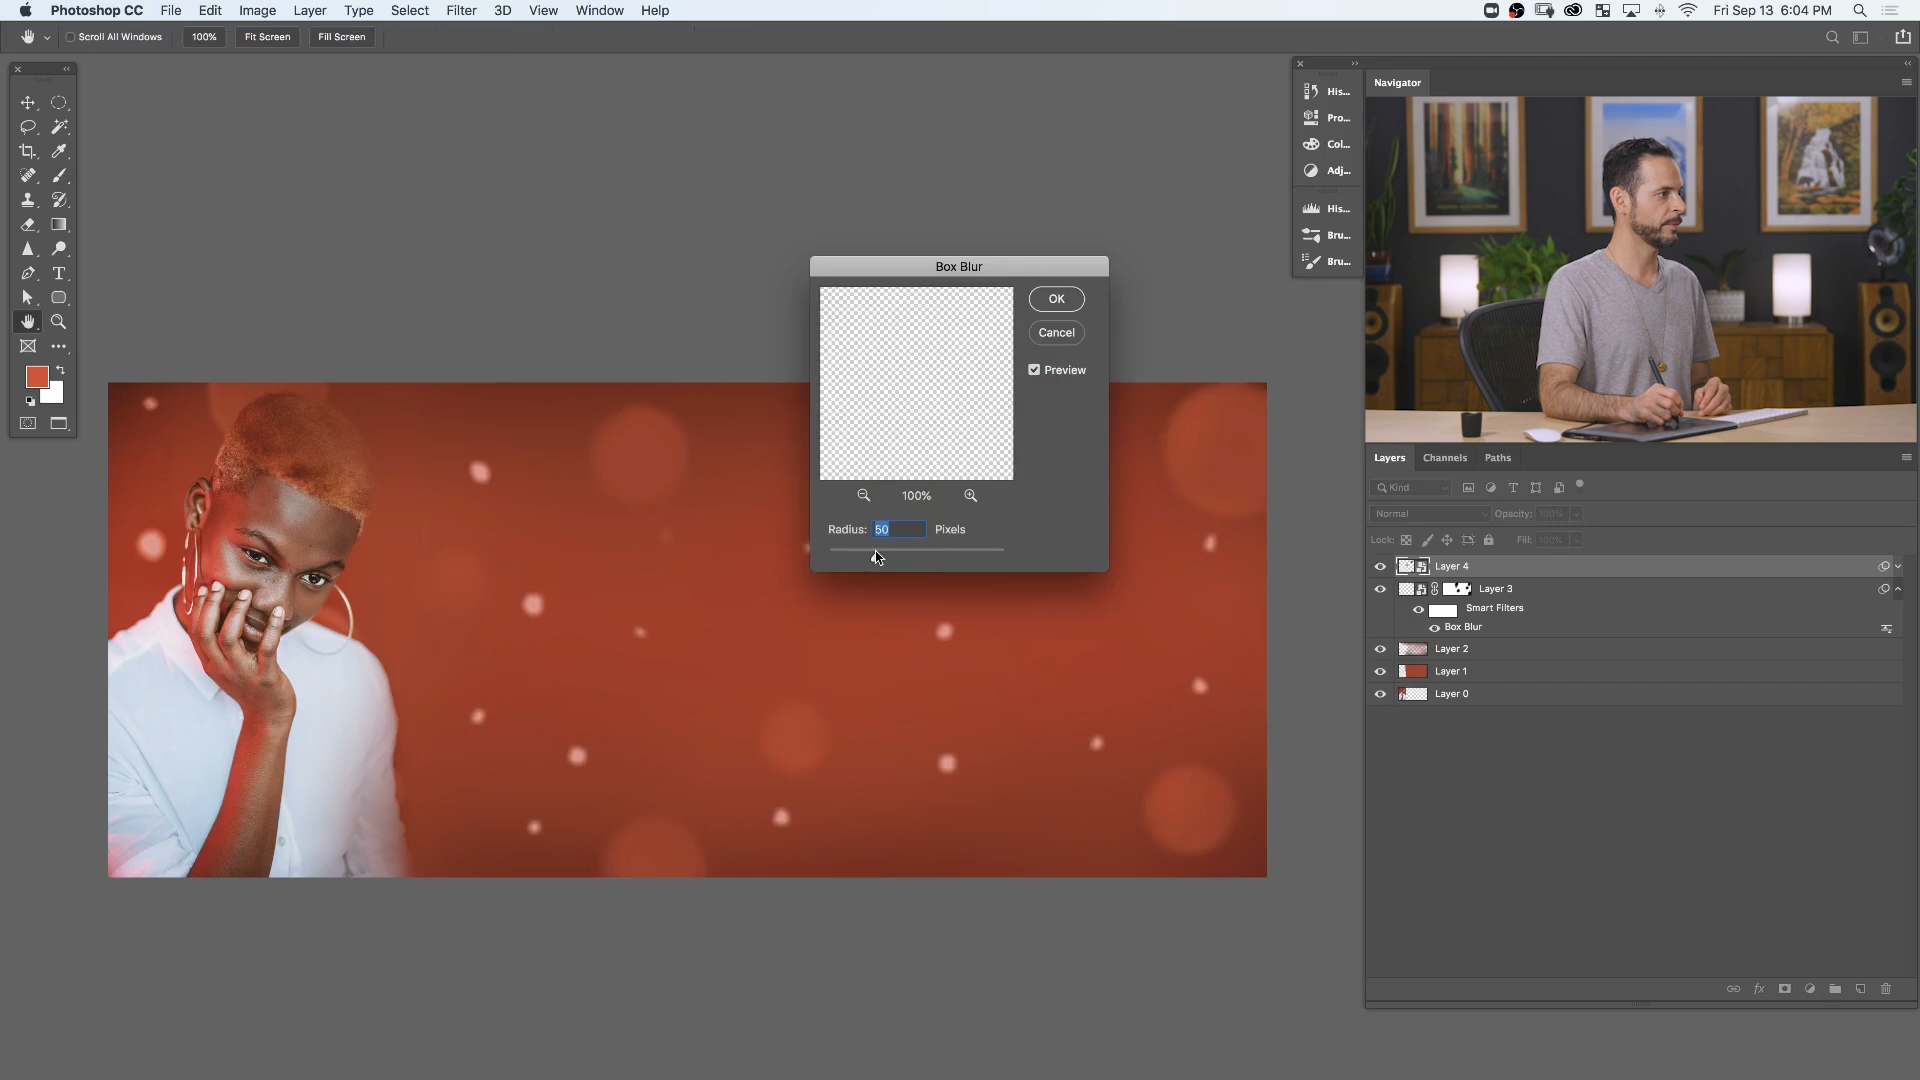 Photoshop CC File Edit Image Layer Type Select Filter 3D View Window Help Fri Sep 13 6:04 PM
Scroll All Windows 100% Fit Screen Fill Screen
Navigator
His...
Pro...
Col...
Adj...
His...
Bru...
Bru...
Box Blur
OK
Cancel
Preview
100%
Radius: 50 Pixels
Layers Channels Paths
Kind
Normal Opacity: 100%
Lock: Fill: 100%
Layer 4
Layer 3
Smart Filters
Box Blur
Layer 2
Layer 1
Layer 0
fx